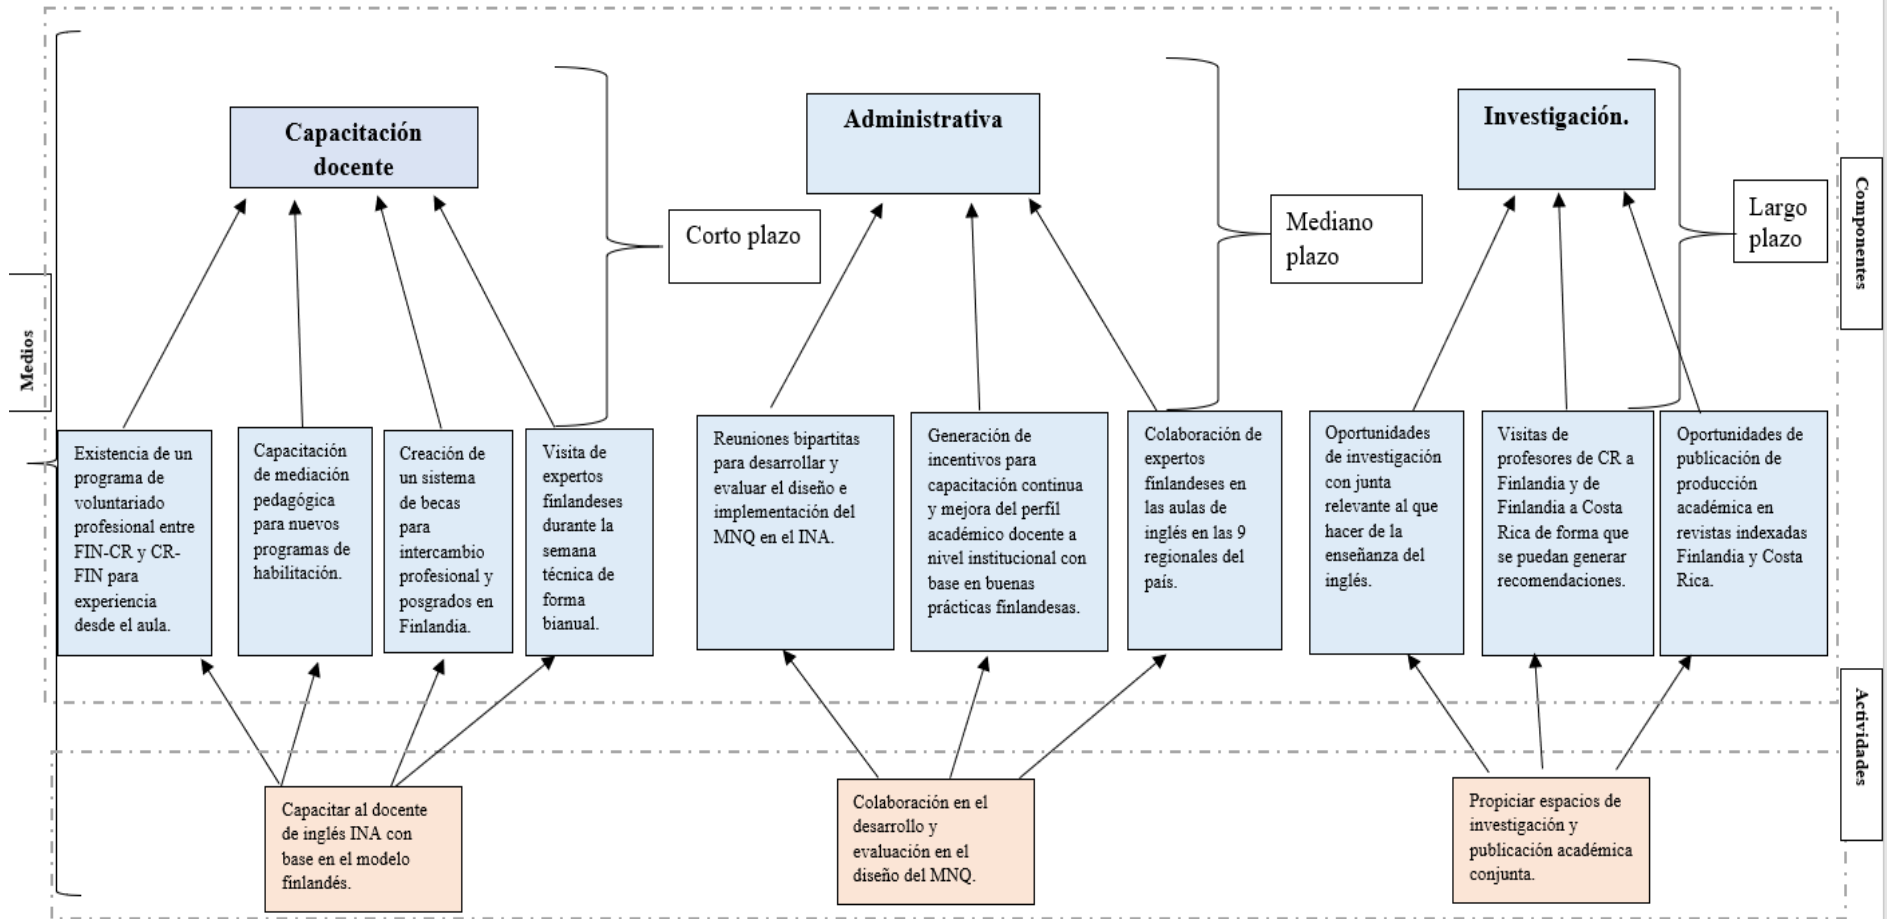 Capacitación
docente
Administrativa
Investigación.
Corto plazo
Mediano
plazo
Largo
plazo
Componentes
Medios
Existencia de un
programa de
voluntariado
profesional entre
FIN-CR y CR-
FIN para
experiencia
desde el aula.
Capacitación
de mediación
pedagógica
para nuevos
programas de
habilitación.
Creación de
un sistema
de becas
para
intercambio
profesional y
posgrados en
Finlandia.
Visita de
expertos
finlandeses
durante la
semana
técnica de
forma
bianual.
Reuniones bipartitas
para desarrollar y
evaluar el diseño e
implementación del
MNQ en el INA.
Generación de
incentivos para
capacitación continua
y mejora del perfil
académico docente a
nivel institucional con
base en buenas
prácticas finlandesas.
Colaboración de
expertos
finlandeses en
las aulas de
inglés en las 9
regionales del
país.
Oportunidades
de investigación
con junta
relevante al que
hacer de la
enseñanza del
inglés.
Visitas de
profesores de CR a
Finlandia y de
Finlandia a Costa
Rica de forma que
se puedan generar
recomendaciones.
Oportunidades de
publicación de
producción
académica en
revistas indexadas
Finlandia y Costa
Rica.
Actividades
Capacitar al docente
de inglés INA con
base en el modelo
finlandés.
Colaboración en el
desarrollo y
evaluación en el
diseño del MNQ.
Propiciar espacios de
investigación y
publicación académica
conjunta.